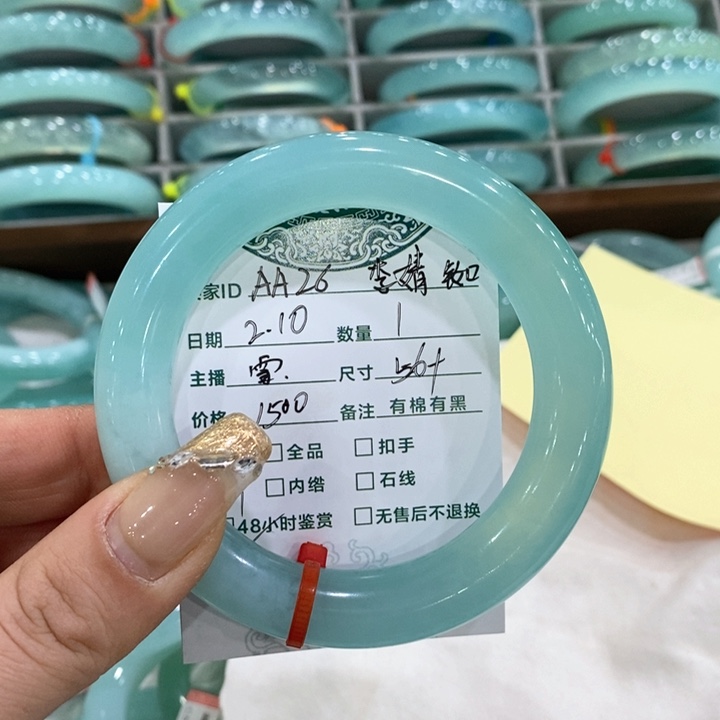 家ID AA26 李婧
日期 2.10 数量 1
主播 雪. 尺寸 56+
价格 1500 备注 有棉有黑
全品 扣手
内绺 石线
48小时鉴赏 无售后不退换